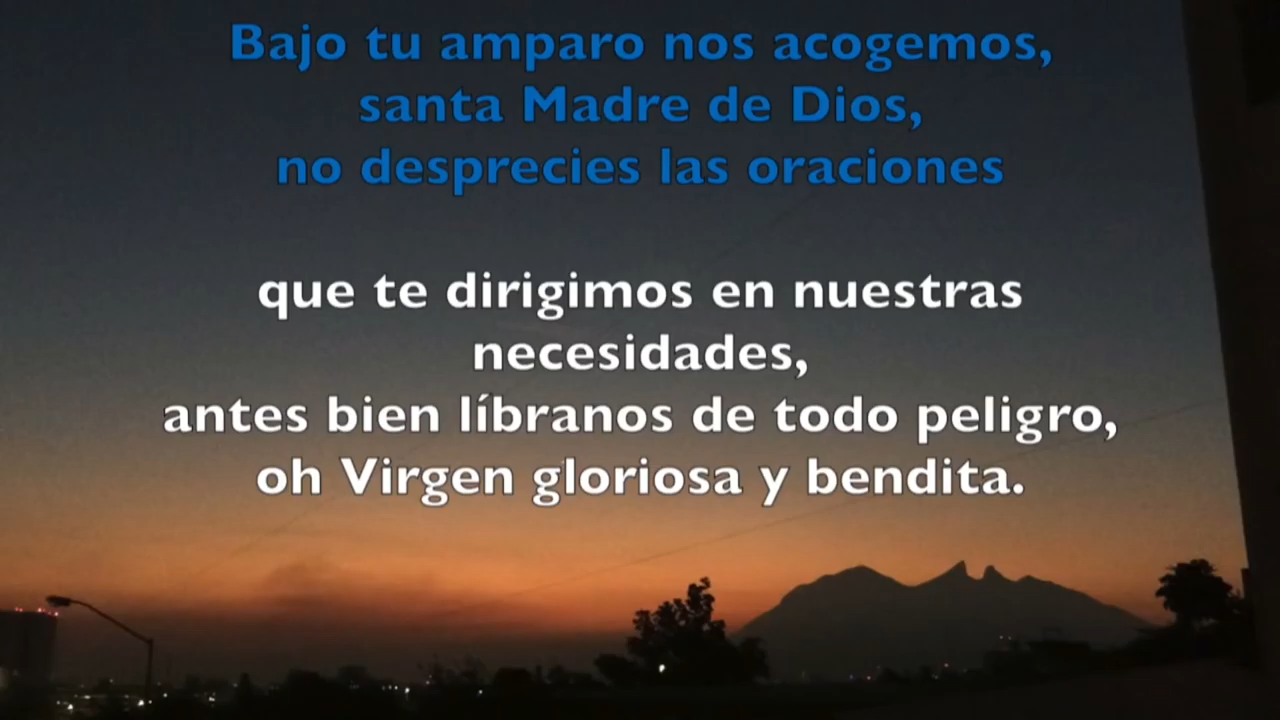 Bajo tu amparo nos acogemos,
santa Madre de Dios,
no desprecies las oraciones
que te dirigimos en nuestras
necesidades,
antes bien líbranos de todo peligro,
oh Virgen gloriosa y bendita.